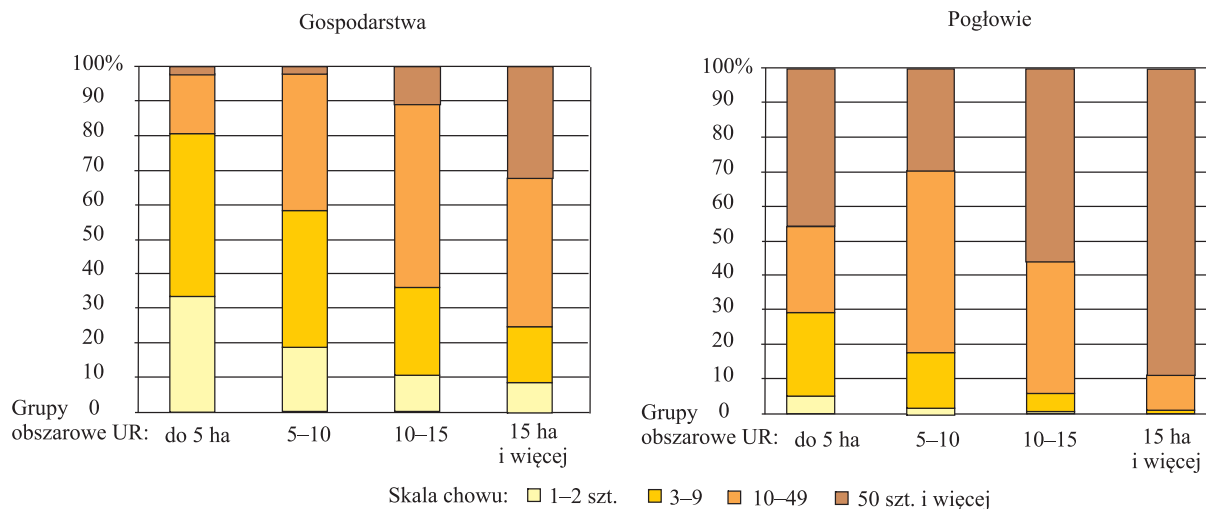 Gospodarstwa
100%
90
80
70
60
50
40
30
20
10
0
Grupy
obszarowe UR:
do 5 ha
5–10
10–15
15 ha
i więcej
Pogłowie
100%
90
80
70
60
50
40
30
20
10
0
Grupy
obszarowe UR:
do 5 ha
5–10
10–15
15 ha
i więcej
Skala chowu: 1–2 szt. 3–9 10–49 50 szt. i więcej